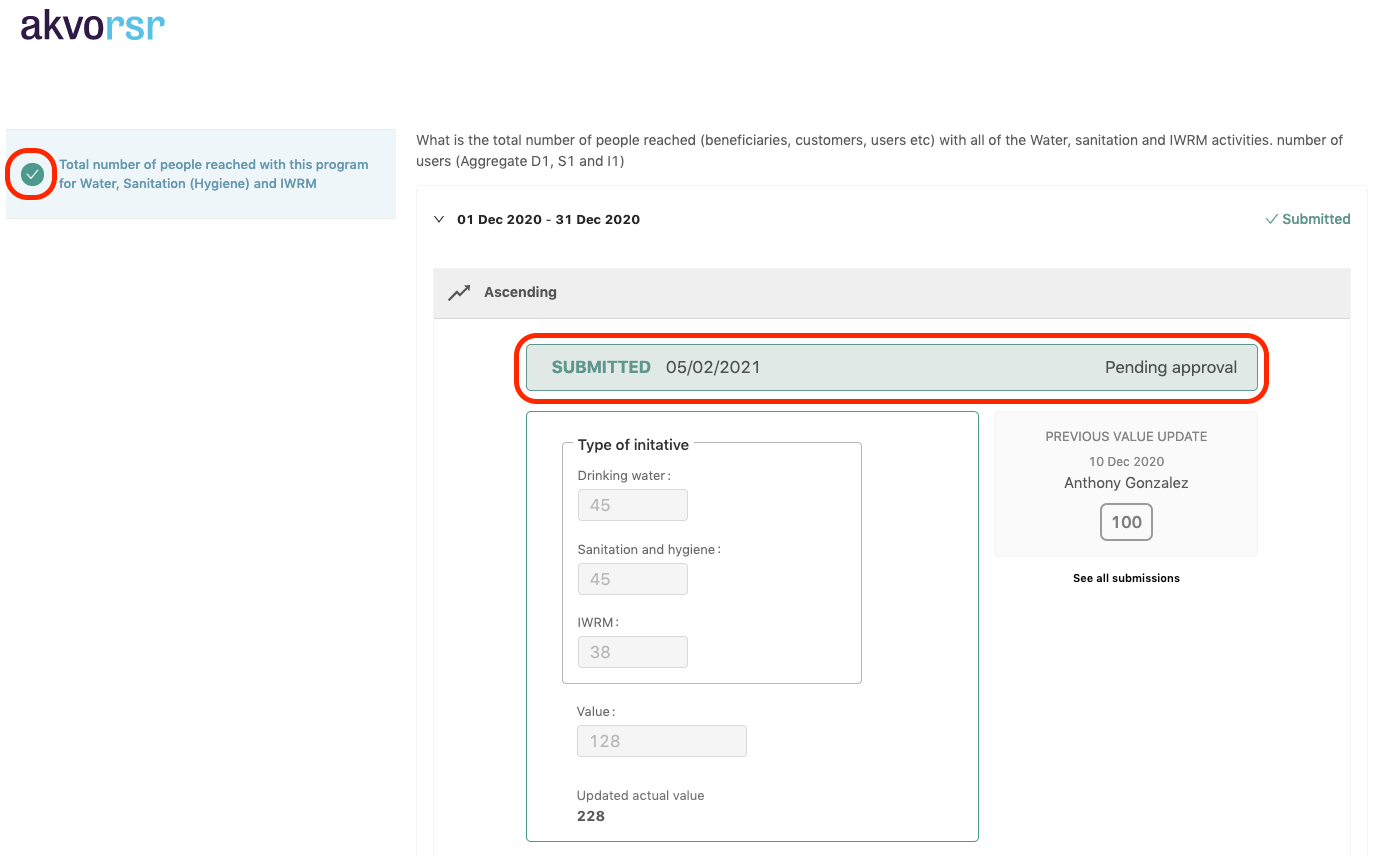 akvorsr
Total number of people reached with this program
for Water, Sanitation (Hygiene) and IWRM
What is the total number of people reached (beneficiaries, customers, users etc) with all of the Water, sanitation and IWRM activities. number of
users (Aggregate D1, S1 and I1)
01 Dec 2020 - 31 Dec 2020
Submitted
Ascending
SUBMITTED 05/02/2021
Pending approval
Type of initative
Drinking water:
45
Sanitation and hygiene:
45
IWRM:
38
Value:
128
Updated actual value
228
PREVIOUS VALUE UPDATE
10 Dec 2020
Anthony Gonzalez
100
See all submissions